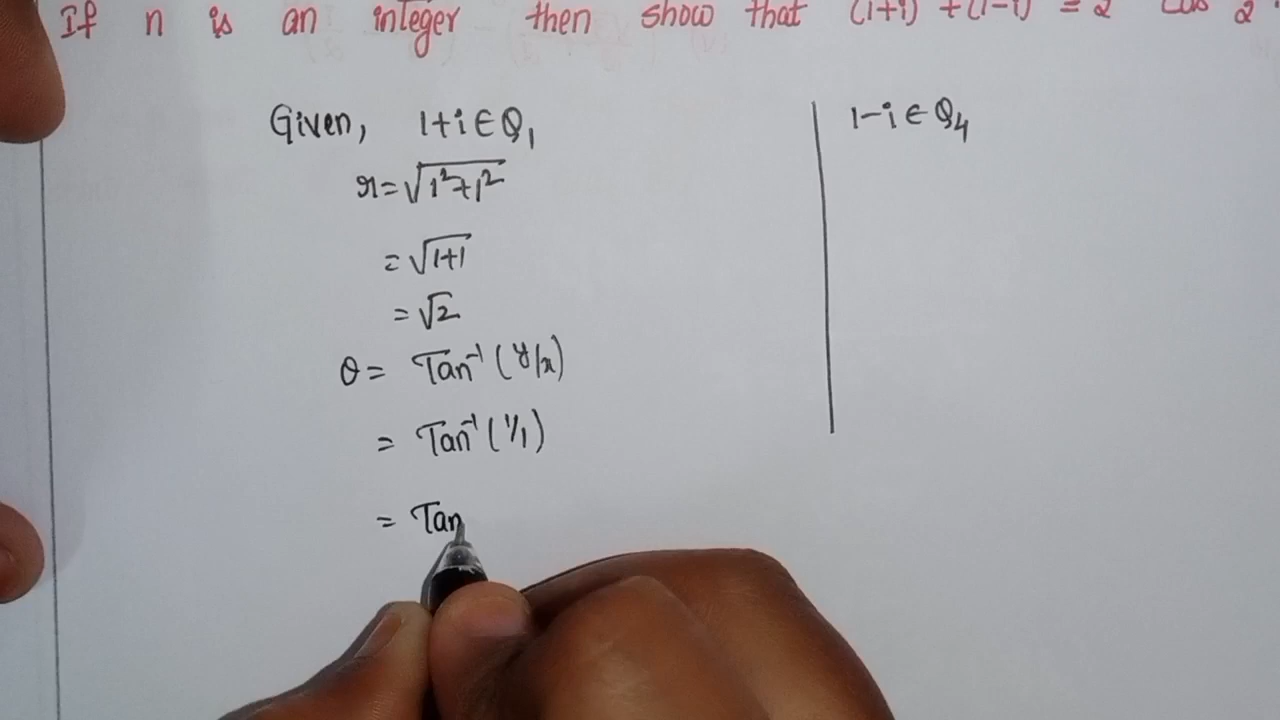 If n is an integer then show that (1+i) + (1-i) = 2 cos 2
Given, 1+i ∈ Q₁
r = √1²+1²
= √1+1
= √2
θ = Tan⁻¹ (y/x)
= Tan⁻¹ (1/1)
= Tan
1-i ∈ Q₄